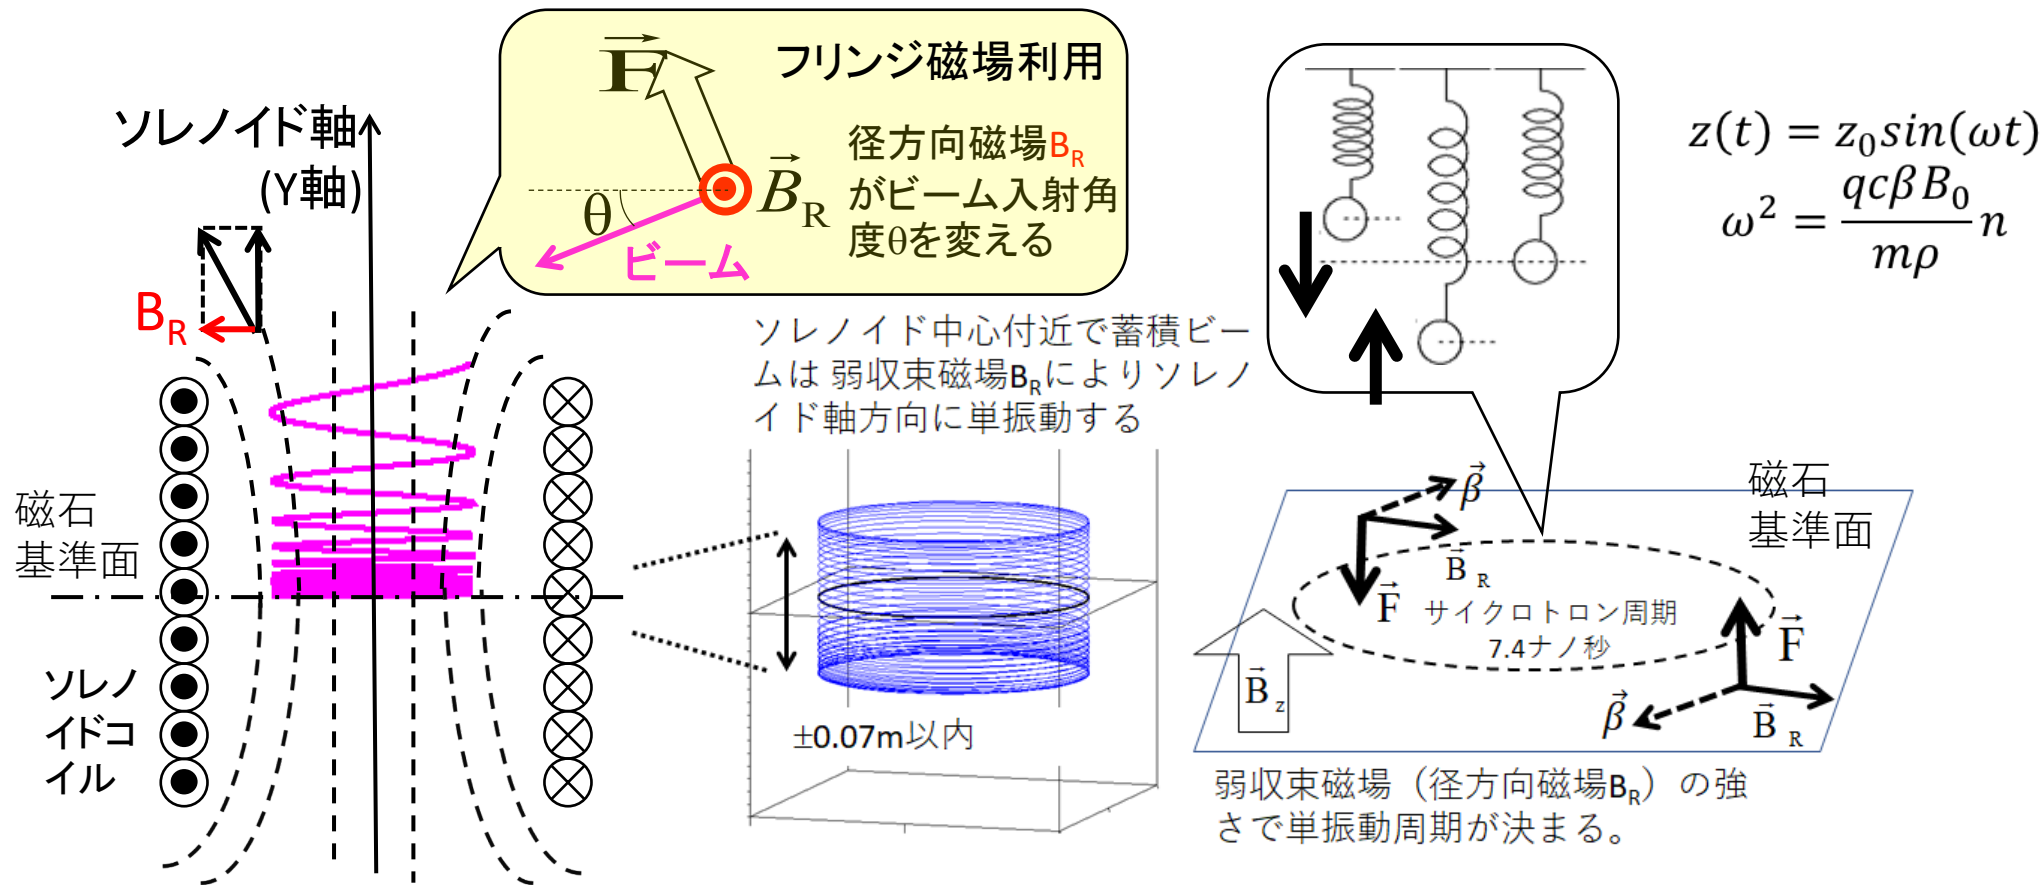 ソレノイド軸
(Y軸)
B_R
磁石
基準面
ソレノ
イドコ
イル
F
フリンジ磁場利用
径方向磁場B_R
がビーム入射角
度θを変える
B_R
θ
ビーム
ソレノイド中心付近で蓄積ビー
ムは 弱収束磁場B_Rによりソレノ
イド軸方向に単振動する
±0.07m以内
z(t) = z_0sin(ωt)
ω^2 = \frac{qcβB_0}{mρ} n
磁石
基準面
β
B_R
F
サイクロトロン周期
7.4ナノ秒
F
B_z
β
B_R
弱収束磁場（径方向磁場B_R）の強
さで単振動周期が決まる。